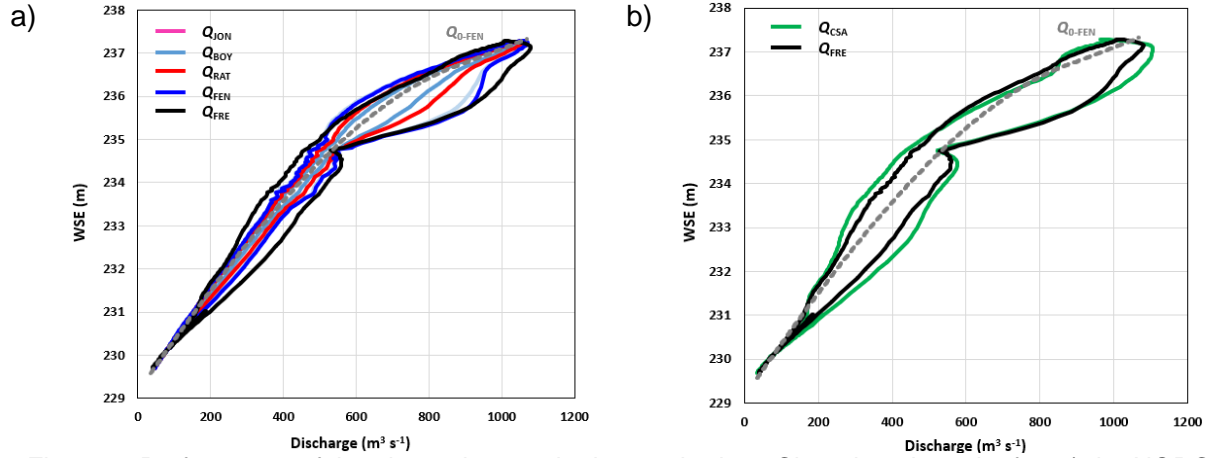 a)
Q_JON
Q_BOY
Q_RAT
Q_FEN
Q_FRE
Q_0-FEN
WSE (m)
238
237
236
235
234
233
232
231
230
229
0 200 400 600 800 1000 1200
Discharge (m³ s⁻¹)
b)
Q_CSA
Q_FRE
Q_0-FEN
WSE (m)
238
237
236
235
234
233
232
231
230
229
0 200 400 600 800 1000 1200
Discharge (m³ s⁻¹)